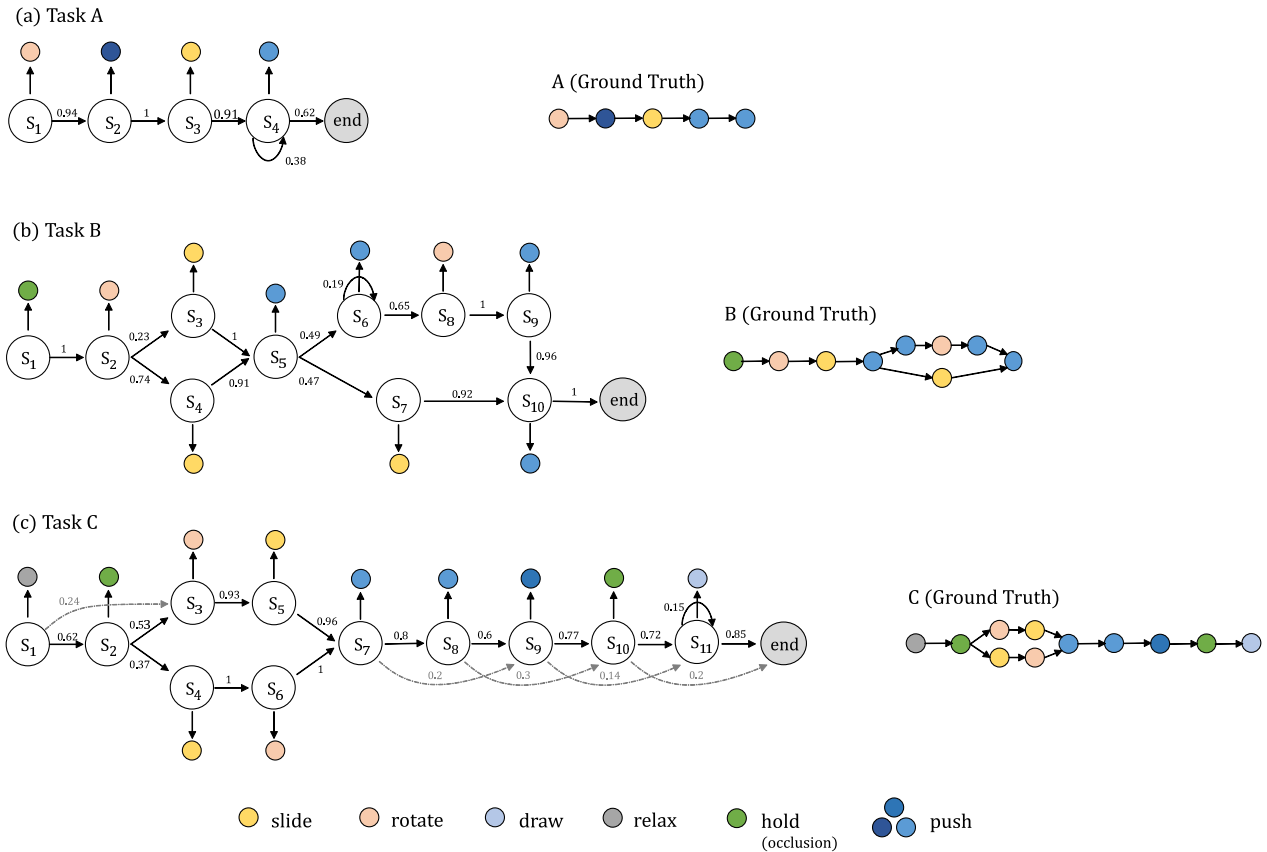 (a) Task A
A (Ground Truth)
S1 0.94 S2 1 S3 0.91 S4 0.62 end
0.38
(b) Task B
B (Ground Truth)
S3 0.19 S6 0.65 S8 1 S9
0.23 1 0.49 0.96
S1 1 S2 S5
0.74 0.91 0.47
S4 S7 0.92 S10 1 end
(c) Task C
C (Ground Truth)
0.24 S3 0.93 S5 0.15
0.53 0.96
S1 0.62 S2 S7 0.8 S8 0.6 S9 0.77 S10 0.72 S11 0.85 end
0.37 1 0.2 0.3 0.14 0.2
S4 1 S6
slide rotate draw relax hold push
(occlusion)